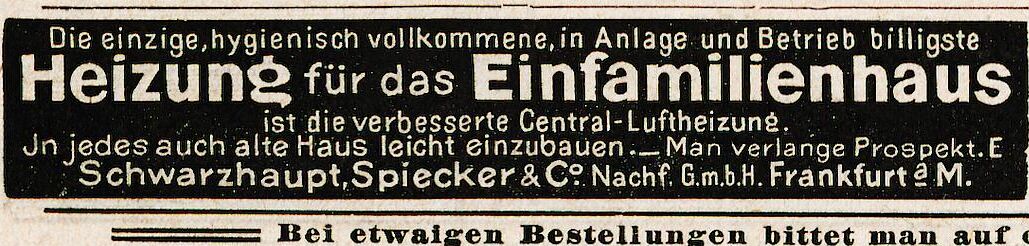 Die einzige, hygienisch vollkommene, in Anlage und Betrieb billigste
Heizung für das Einfamilienhaus
ist die verbesserte Central-Luftheizung.
Jn jedes auch alte Haus leicht einzubauen. — Man verlange Prospekt. E
Schwarzhaupt, Spiecker & Co. Nachf. G.m.b.H. Frankfurt a M.
Bei etwaigen Bestellungen bittet man auf